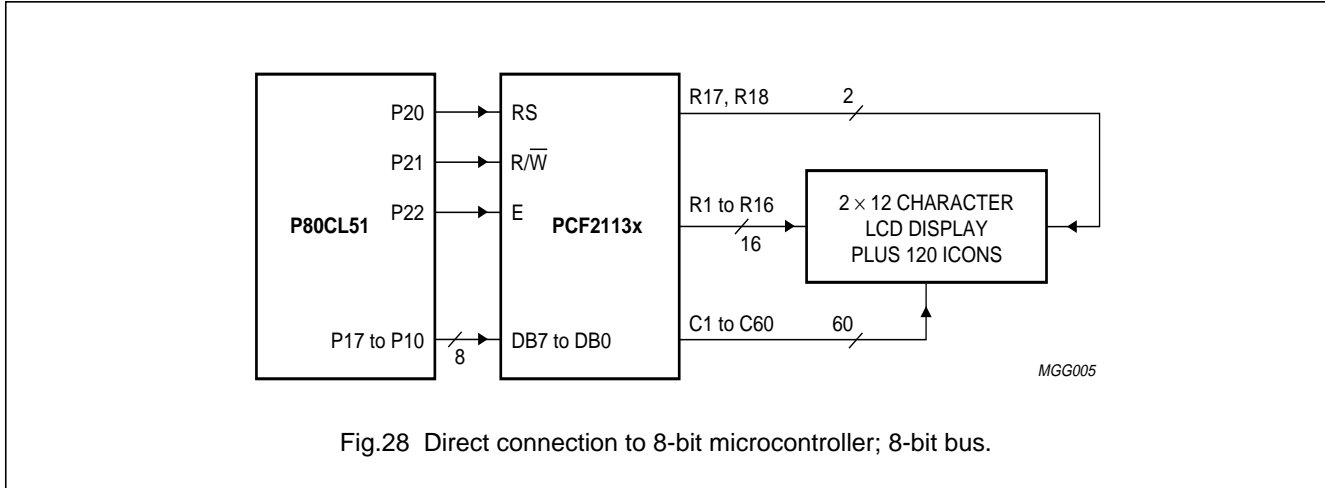 P80CL51
P20
P21
P22
P17 to P10
8
PCF2113x
RS
R/W̅
E
DB7 to DB0
R17, R18
2
R1 to R16
16
C1 to C60
60
2 × 12 CHARACTER
LCD DISPLAY
PLUS 120 ICONS
MGG005
Fig.28 Direct connection to 8-bit microcontroller; 8-bit bus.